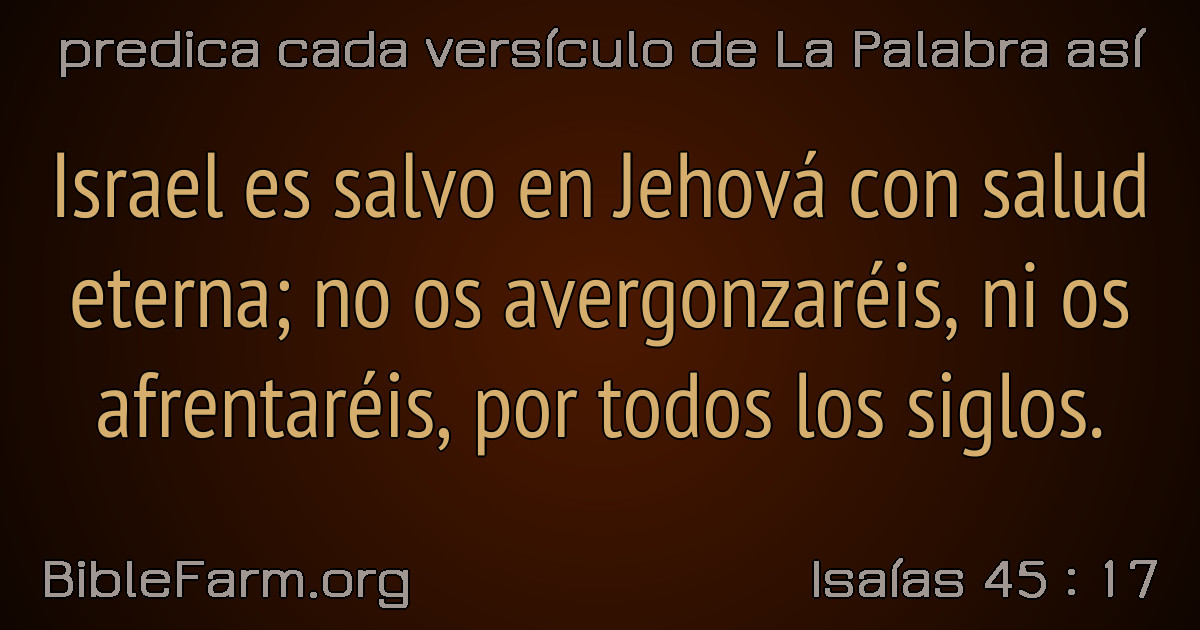 predica cada versículo de La Palabra así
Israel es salvo en Jehová con salud
eterna; no os avergonzaréis, ni os
afrentaréis, por todos los siglos.
BibleFarm.org
Isaías 45 : 17